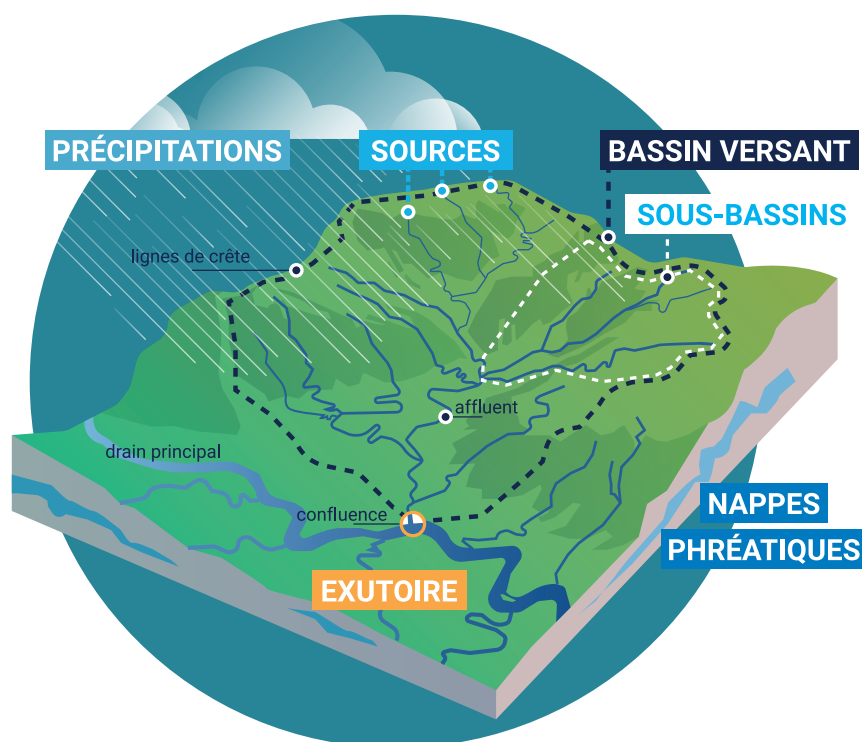 PRÉCIPITATIONS
SOURCES
BASSIN VERSANT
SOUS-BASSINS
lignes de crête
affluent
drain principal
confluence
NAPPES
PHRÉATIQUES
EXUTOIRE